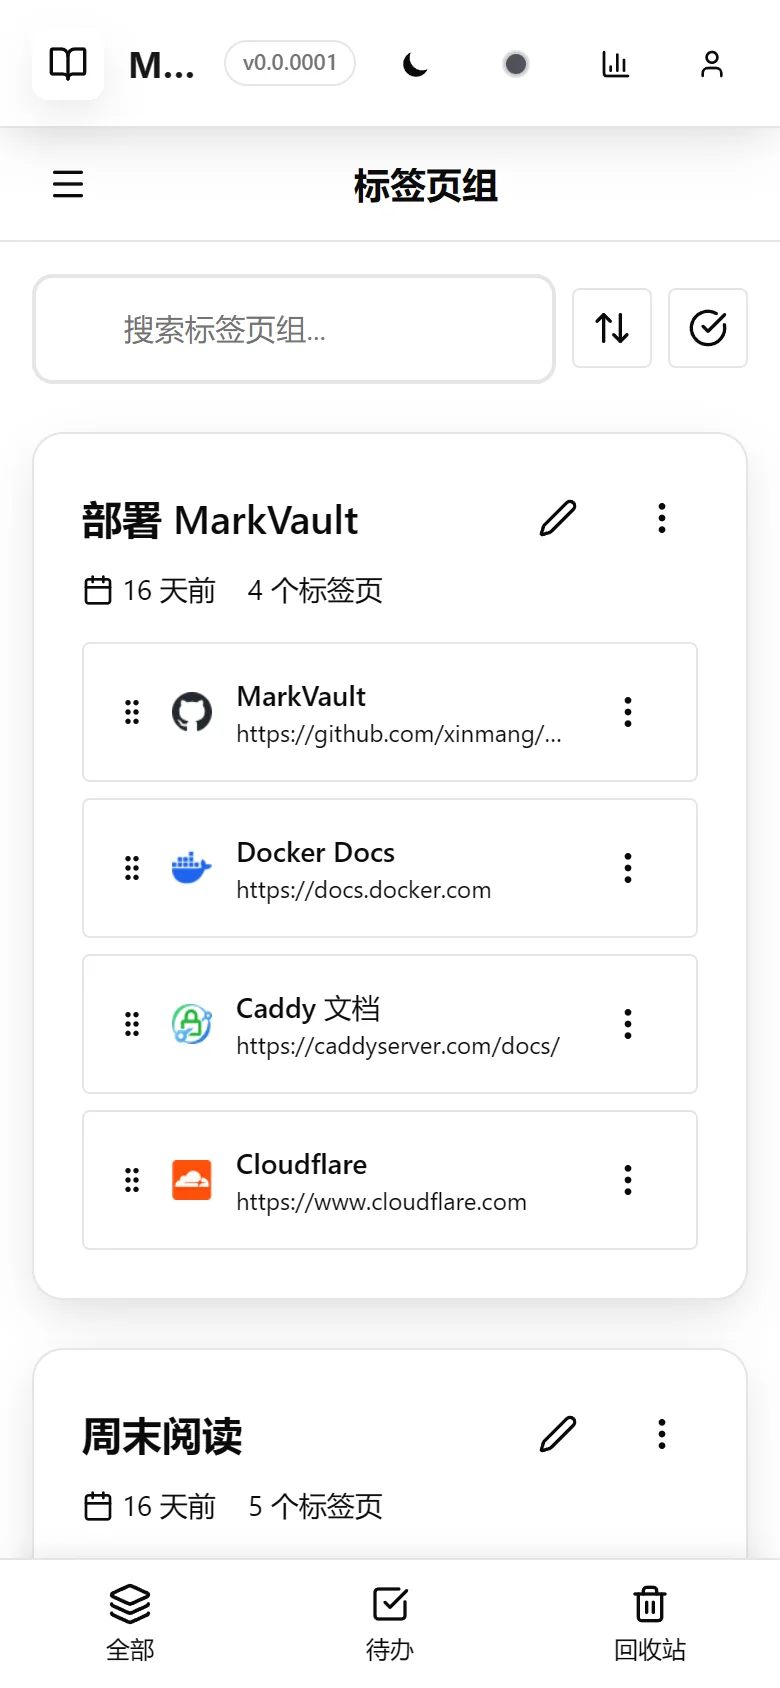 M...
v0.0.0001
标签页组
搜索标签页组...
部署 MarkVault
16 天前 4 个标签页
MarkVault
https://github.com/xinmang/...
Docker Docs
https://docs.docker.com
Caddy 文档
https://caddyserver.com/docs/
Cloudflare
https://www.cloudflare.com
周末阅读
16 天前 5 个标签页
全部 待办 回收站